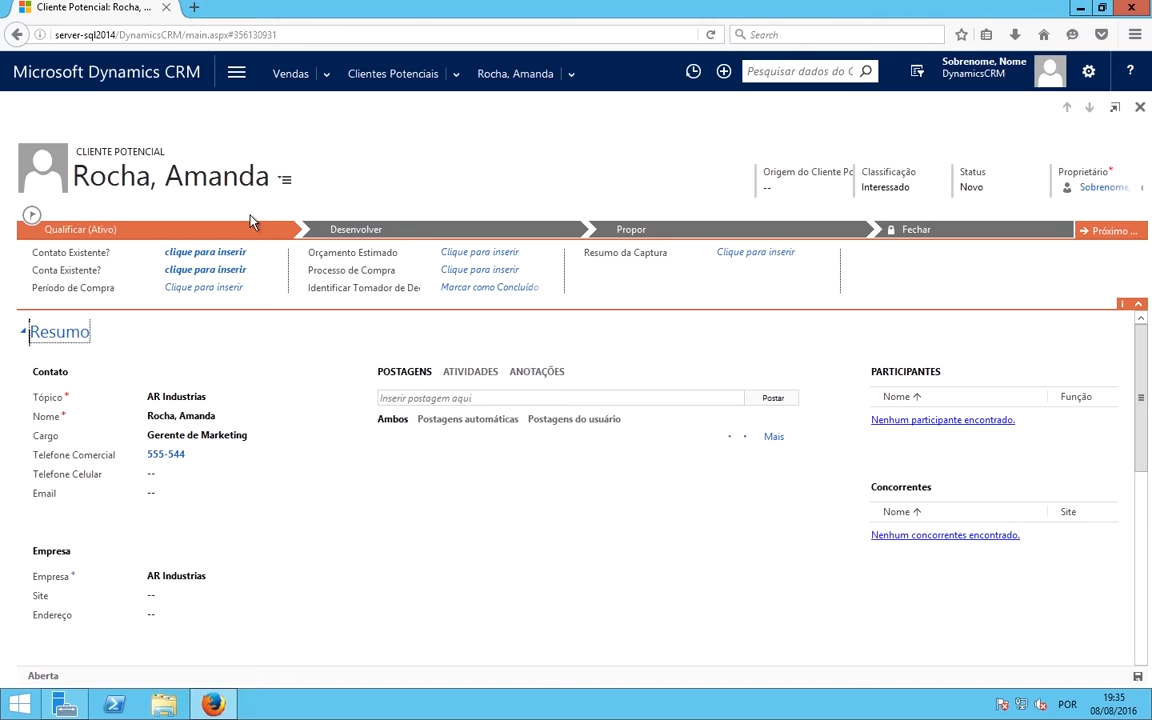 Cliente Potencial: Rocha, ...
server-sql2014/DynamicsCRM/main.aspx#356130931
Search
Microsoft Dynamics CRM
Vendas
Clientes Potenciais
Rocha, Amanda
Pesquisar dados do C
Sobrenome, Nome
DynamicsCRM
?
CLIENTE POTENCIAL
Rocha, Amanda
Origem do Cliente Po
--
Classificação
Interessado
Status
Novo
Proprietário*
Sobrenome,
Qualificar (Ativo)
Desenvolver
Propor
Fechar
Próximo ...
Contato Existente? clique para inserir
Conta Existente? clique para inserir
Período de Compra Clique para inserir
Orçamento Estimado Clique para inserir
Processo de Compra Clique para inserir
Identificar Tomador de De Marcar como Concluído
Resumo da Captura Clique para inserir
Resumo
Contato
Tópico* AR Industrias
Nome* Rocha, Amanda
Cargo Gerente de Marketing
Telefone Comercial 555-544
Telefone Celular --
Email --
Empresa
Empresa+ AR Industrias
Site --
Endereço --
POSTAGENS ATIVIDADES ANOTAÇÕES
Inserir postagem aqui. Postar
Ambos Postagens automáticas Postagens do usuário
Mais
PARTICIPANTES
Nome Função
Nenhum participante encontrado.
Concorrentes
Nome Site
Nenhum concorrentes encontrado.
Aberta
POR
19:35
08/08/2016